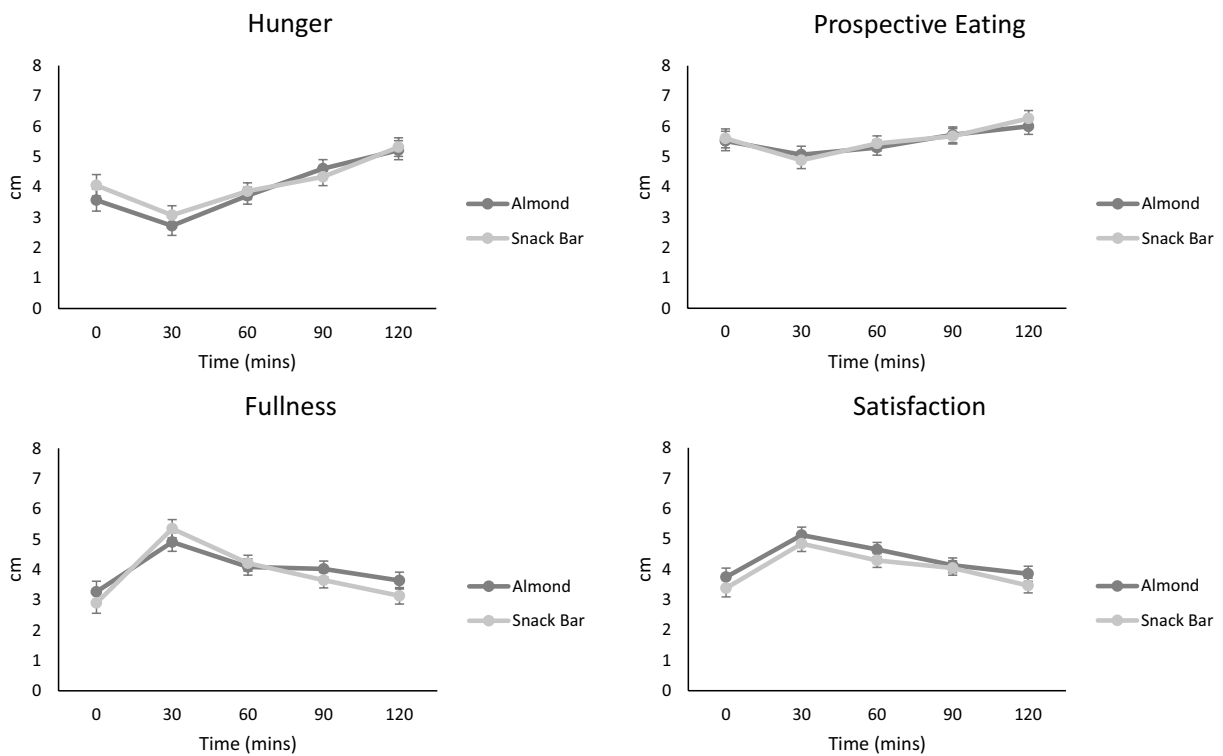 Hunger
8
7
6
5
4
3
2
1
0
cm
0 30 60 90 120
Time (mins)
Almond
Snack Bar
Prospective Eating
8
7
6
5
4
3
2
1
0
cm
0 30 60 90 120
Time (mins)
Almond
Snack Bar
Fullness
8
7
6
5
4
3
2
1
0
cm
0 30 60 90 120
Time (mins)
Almond
Snack Bar
Satisfaction
8
7
6
5
4
3
2
1
0
cm
0 30 60 90 120
Time (mins)
Almond
Snack Bar